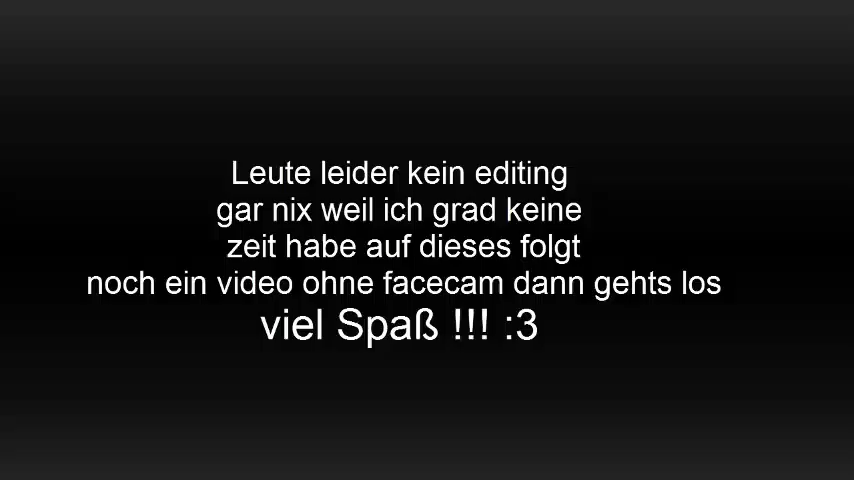 Leute leider kein editing
gar nix weil ich grad keine
zeit habe auf dieses folgt
noch ein video ohne facecam dann gehts los
viel Spaß !!! :3